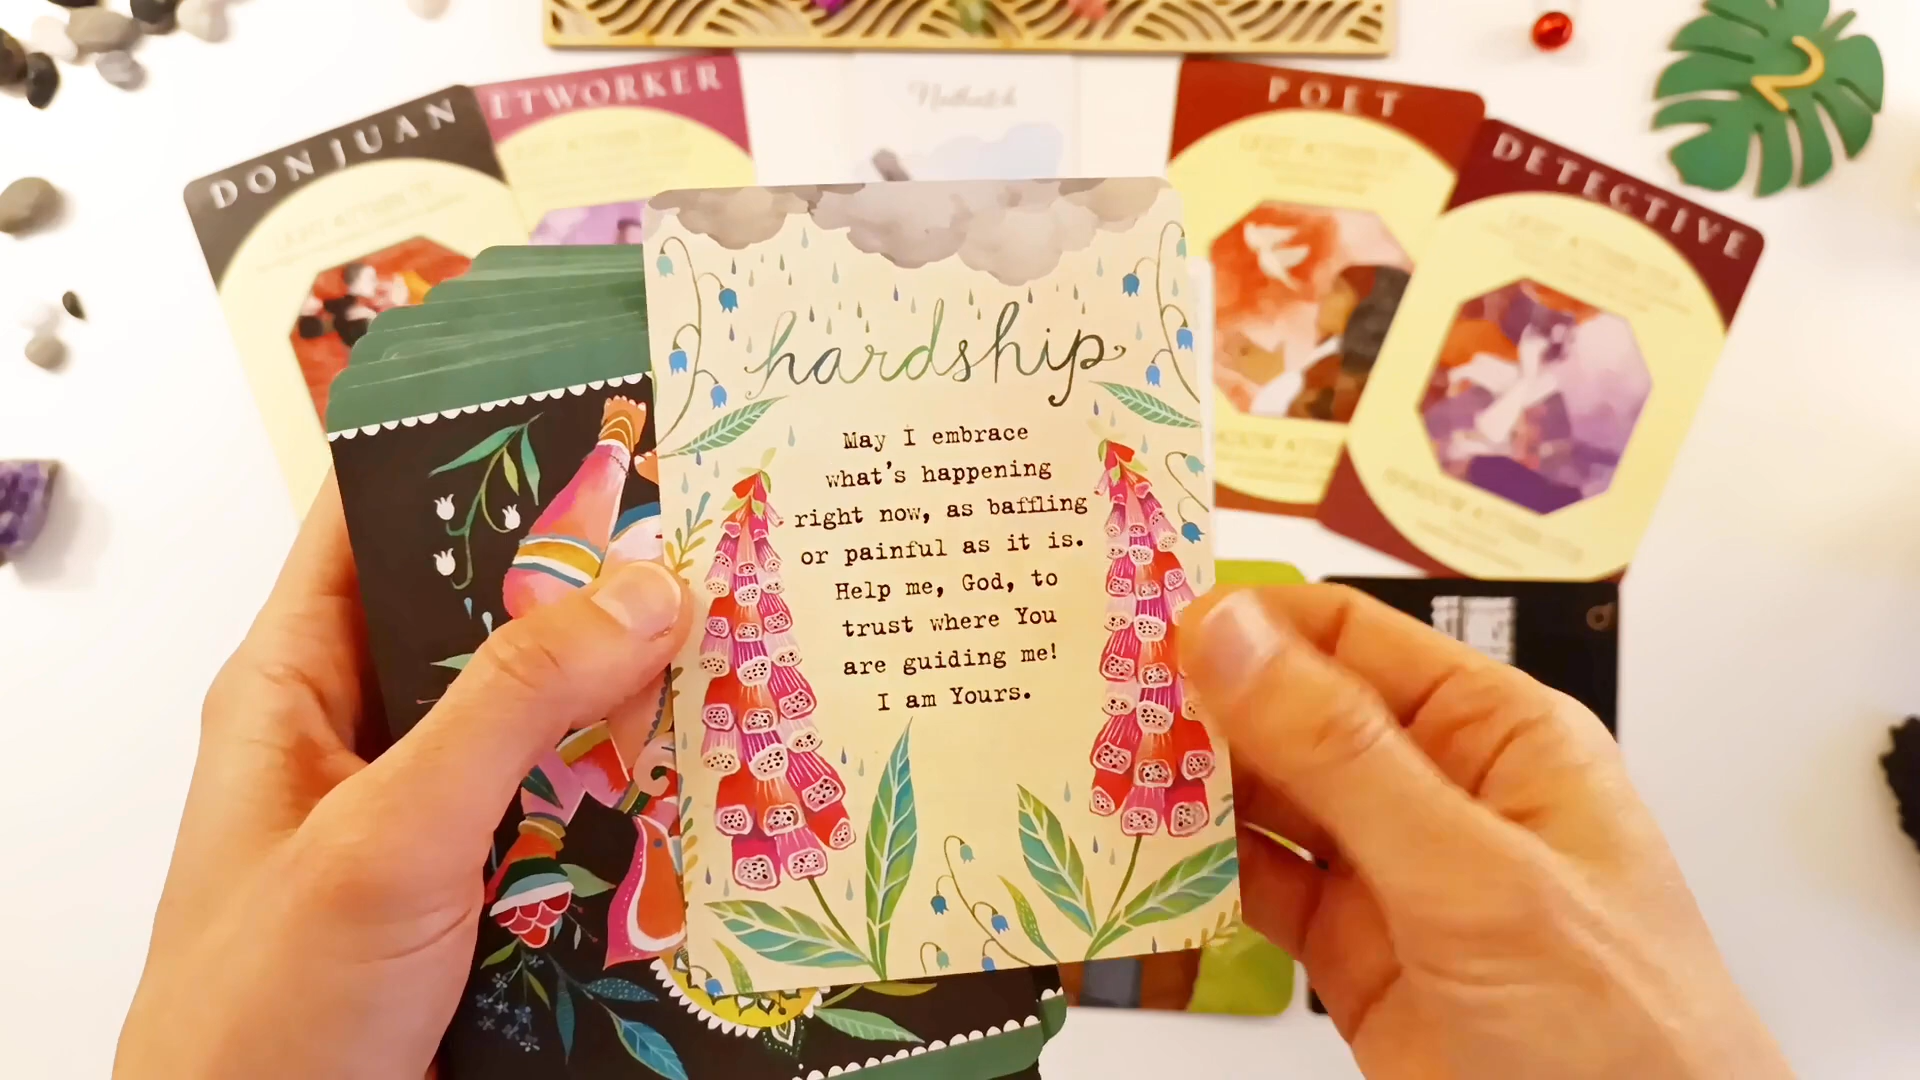 DON JUAN
ETWORKER
POET
DETECTIVE
2
hardship
May I embrace
what's happening
right now, as baffling
or painful as it is.
Help me, God, to
trust where You
are guiding me!
I am Yours.